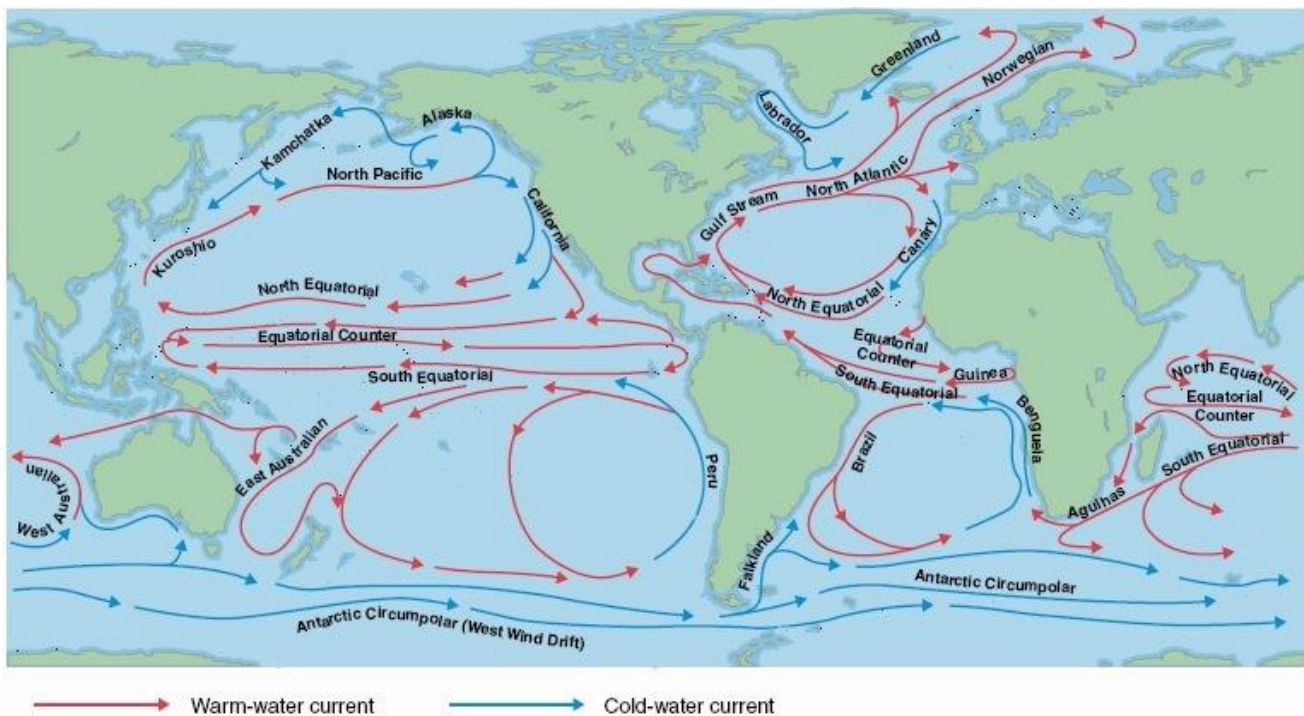 Greenland
Norwegian
Labrador
Alaska
Kamchatka
North Pacific
North Atlantic
Gulf Stream
California
Canary
Kuroshio
North Equatorial
North Equatorial
Equatorial Counter
Equatorial
Counter
Guinea
South Equatorial
South Equatorial
North Equatorial
Equatorial
Counter
South Equatorial
East Australian
Peru
Brazil
Benguela
Agulhas
West Australian
Falkland
Antarctic Circumpolar
Antarctic Circumpolar (West Wind Drift)
Warm-water current
Cold-water current